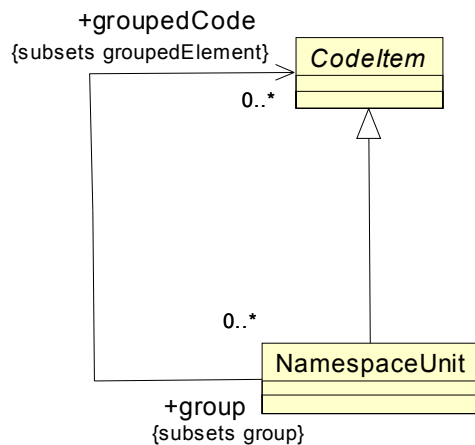 +groupedCode
{subsets groupedElement}
CodeItem
0..*
0..*
NamespaceUnit
+group
{subsets group}